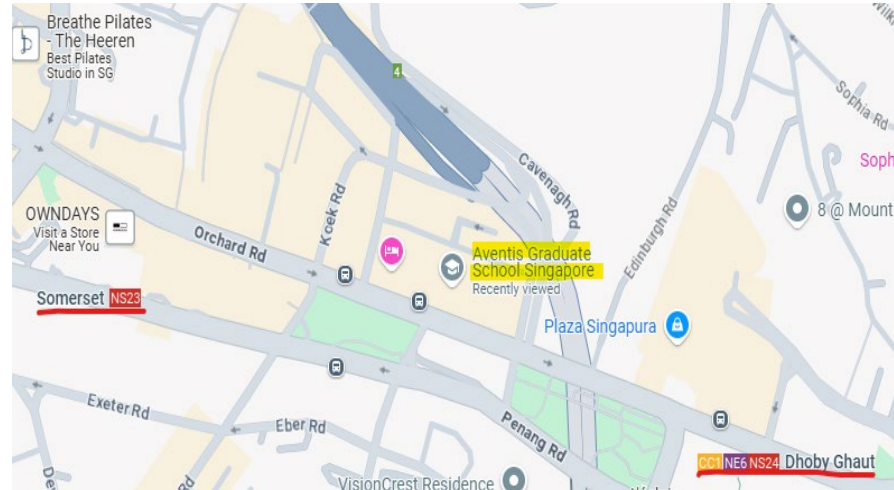 Breathe Pilates
- The Heeren
Best Pilates
Studio in SG
4
Sophia Rd
Cavenagh Rd
Soph
8 @ Mount
OWNDAYS
Visit a Store
Near You
Orchard Rd
Koek Rd
Edinburgh Rd
Aventis Graduate
School Singapore
Recently viewed
Somerset NS23
Plaza Singapura
Exeter Rd
Eber Rd
Penang Rd
CC1 NE6 NS24 Dhoby Ghaut
VisionCrest Residence